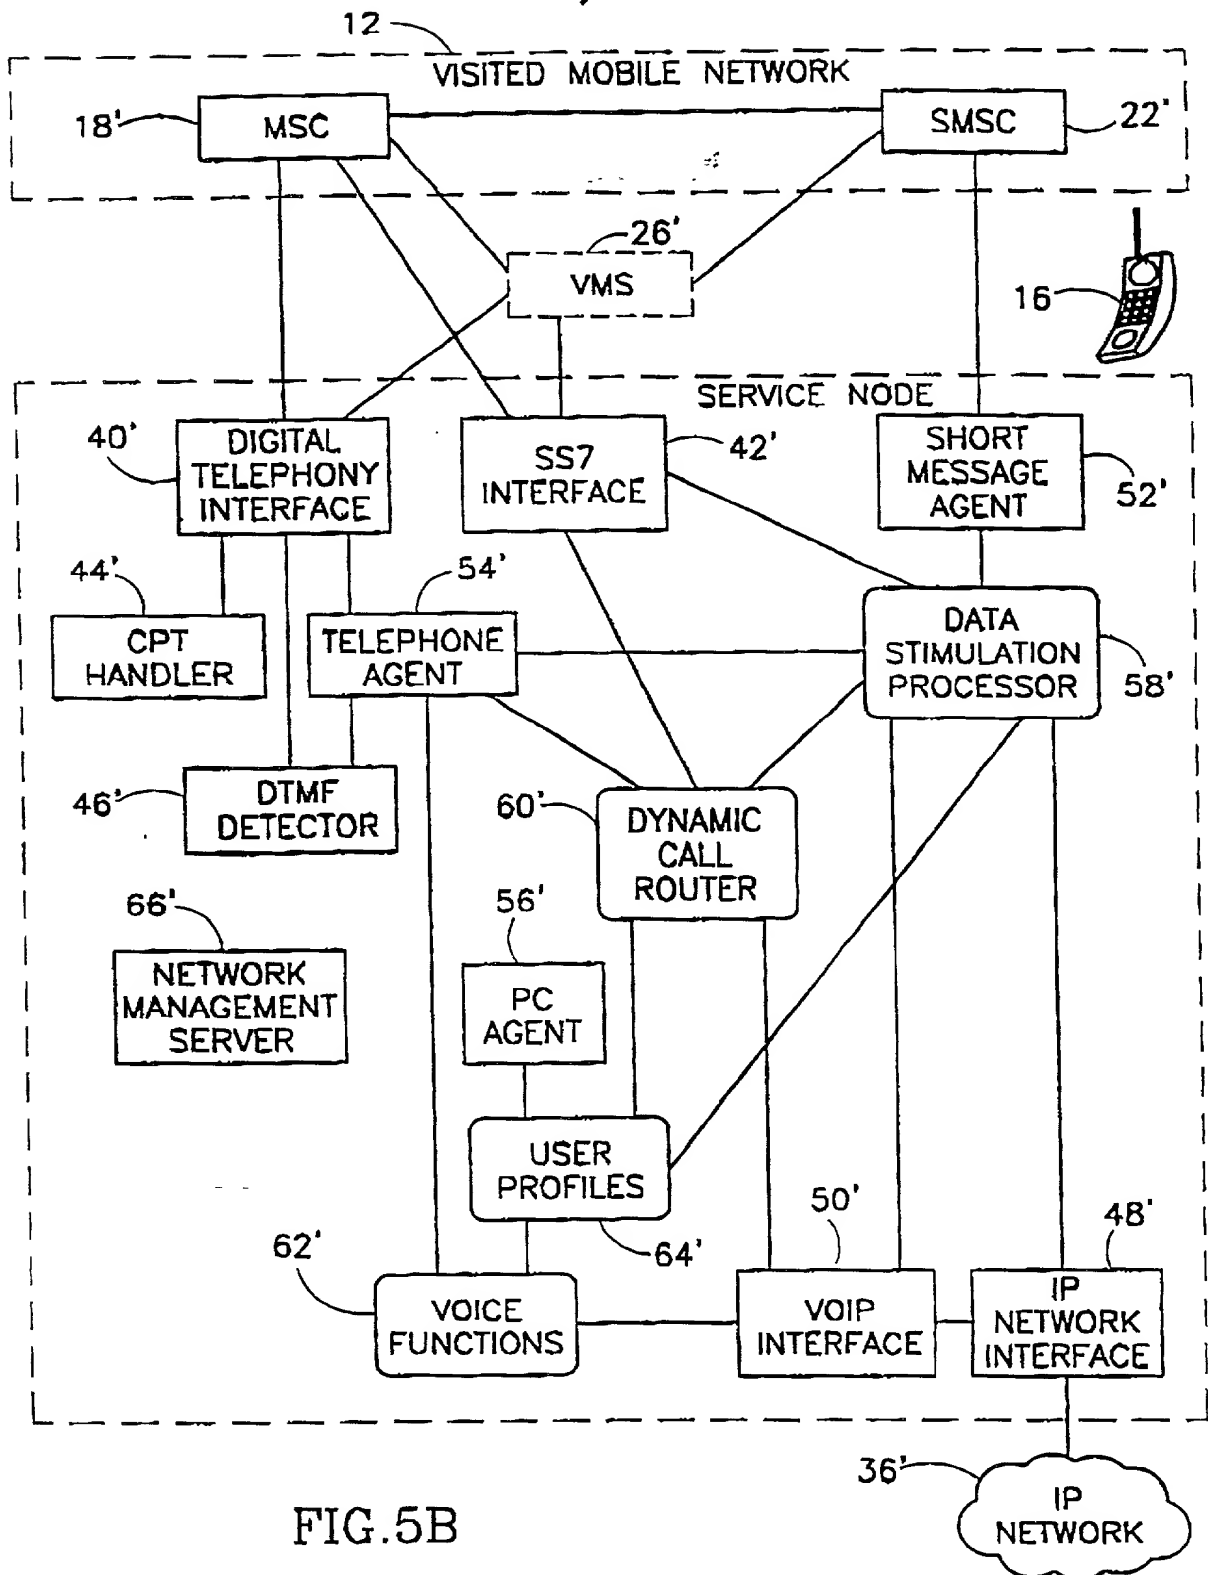 12
VISITED MOBILE NETWORK
18'
MSC
SMSC
22'
26'
VMS
16
SERVICE NODE
40'
DIGITAL
TELEPHONY
INTERFACE
SS7
INTERFACE
42'
SHORT
MESSAGE
AGENT
52'
44'
CPT
HANDLER
54'
TELEPHONE
AGENT
DATA
STIMULATION
PROCESSOR
58'
46'
DTMF
DETECTOR
60'
DYNAMIC
CALL
ROUTER
66'
NETWORK
MANAGEMENT
SERVER
56'
PC
AGENT
USER
PROFILES
64'
62'
VOICE
FUNCTIONS
50'
VOIP
INTERFACE
48'
IP
NETWORK
INTERFACE
36'
IP
NETWORK
FIG.5B